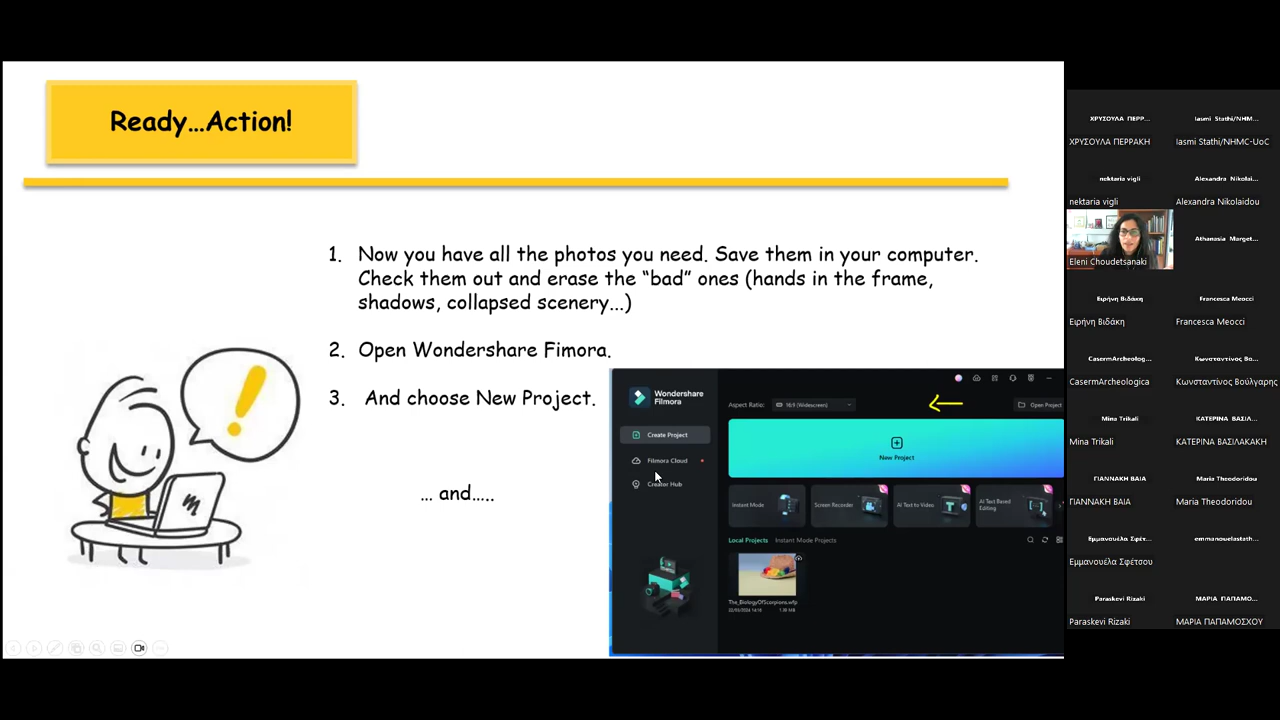 Ready...Action!
1. Now you have all the photos you need. Save them in your computer.
Check them out and erase the “bad” ones (hands in the frame,
shadows, collapsed scenery...)
2. Open Wondershare Fimora.
3. And choose New Project.
... and.....
Wondershare
Filmora
Create Project
Filmora Cloud
Creator Hub
Aspect Ratio:
16:9 (Widescreen)
Open Project
New Project
Instant Mode
Screen Recorder
AI Text to Video
AI Text Based
Editing
Local Projects
Instant Mode Projects
The_BiologyOfScorpions.wfp
ΧΡΥΣΟΥΛΑ ΠΕΡΡ...
Iasmi Stathi/NHM...
ΧΡΥΣΟΥΛΑ ΠΕΡΡΑΚΗ
Iasmi Stathi/NHMC-UoC
nektaria vigli
Alexandra Nikolai...
nektaria vigli
Alexandra Nikolaidou
Athanasia Marget...
Eleni Choudetsanaki
Ειρήνη Βιδάκη
Francesca Meocci
Ειρήνη Βιδάκη
Francesca Meocci
CasermArcheolog...
Κωνσταντίνος Βο...
CasermArcheologica
Κωνσταντίνος Βούλγαρης
Mina Trikali
ΚΑΤΕΡΙΝΑ ΒΑΣΙΛ...
Mina Trikali
ΚΑΤΕΡΙΝΑ ΒΑΣΙΛΑΚΑΚΗ
ΓΙΑΝΝΑΚΗ ΒΑΙΑ
Maria Theodoridou
ΓΙΑΝΝΑΚΗ ΒΑΙΑ
Maria Theodoridou
Εμμανουέλα Σφέτ...
emmanouelastath...
Εμμανουέλα Σφέτσου
Paraskevi Rizaki
ΜΑΡΙΑ ΠΑΠΑΜΟ...
Paraskevi Rizaki
ΜΑΡΙΑ ΠΑΠΑΜΟΣΧΟΥ